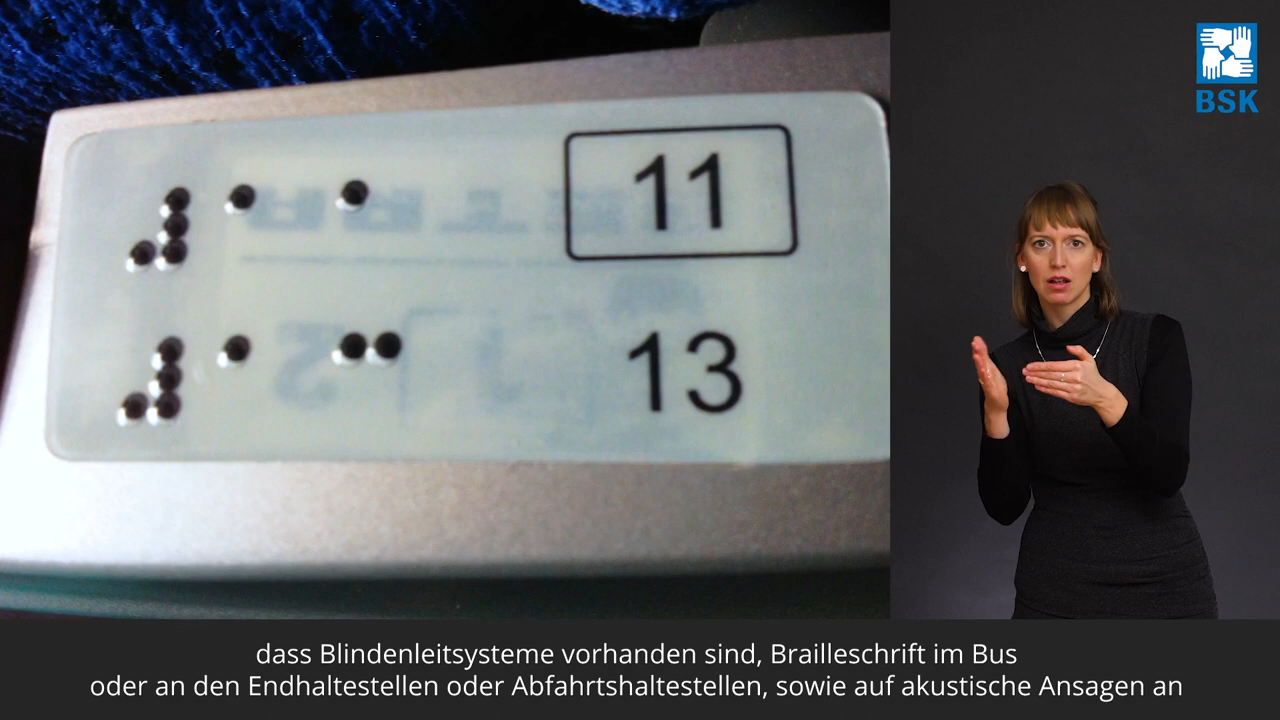 BSK
11
13
⠼⠁⠁
⠼⠁⠉
dass Blindenleitsysteme vorhanden sind, Brailleschrift im Bus
oder an den Endhaltestellen oder Abfahrtshaltestellen, sowie auf akustische Ansagen an